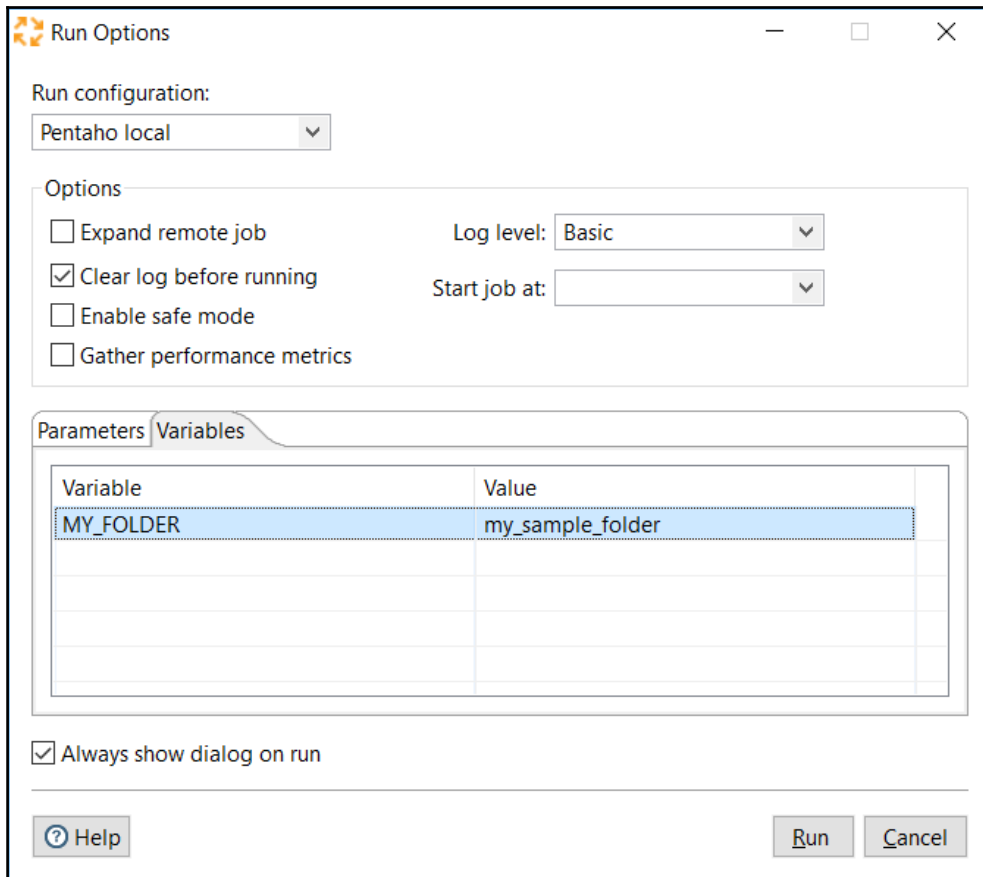 Run Options
Run configuration:
Pentaho local
Options
Expand remote job
Log level: Basic
Clear log before running
Start job at:
Enable safe mode
Gather performance metrics
Parameters Variables
Variable Value
MY_FOLDER my_sample_folder
Always show dialog on run
Help Run Cancel